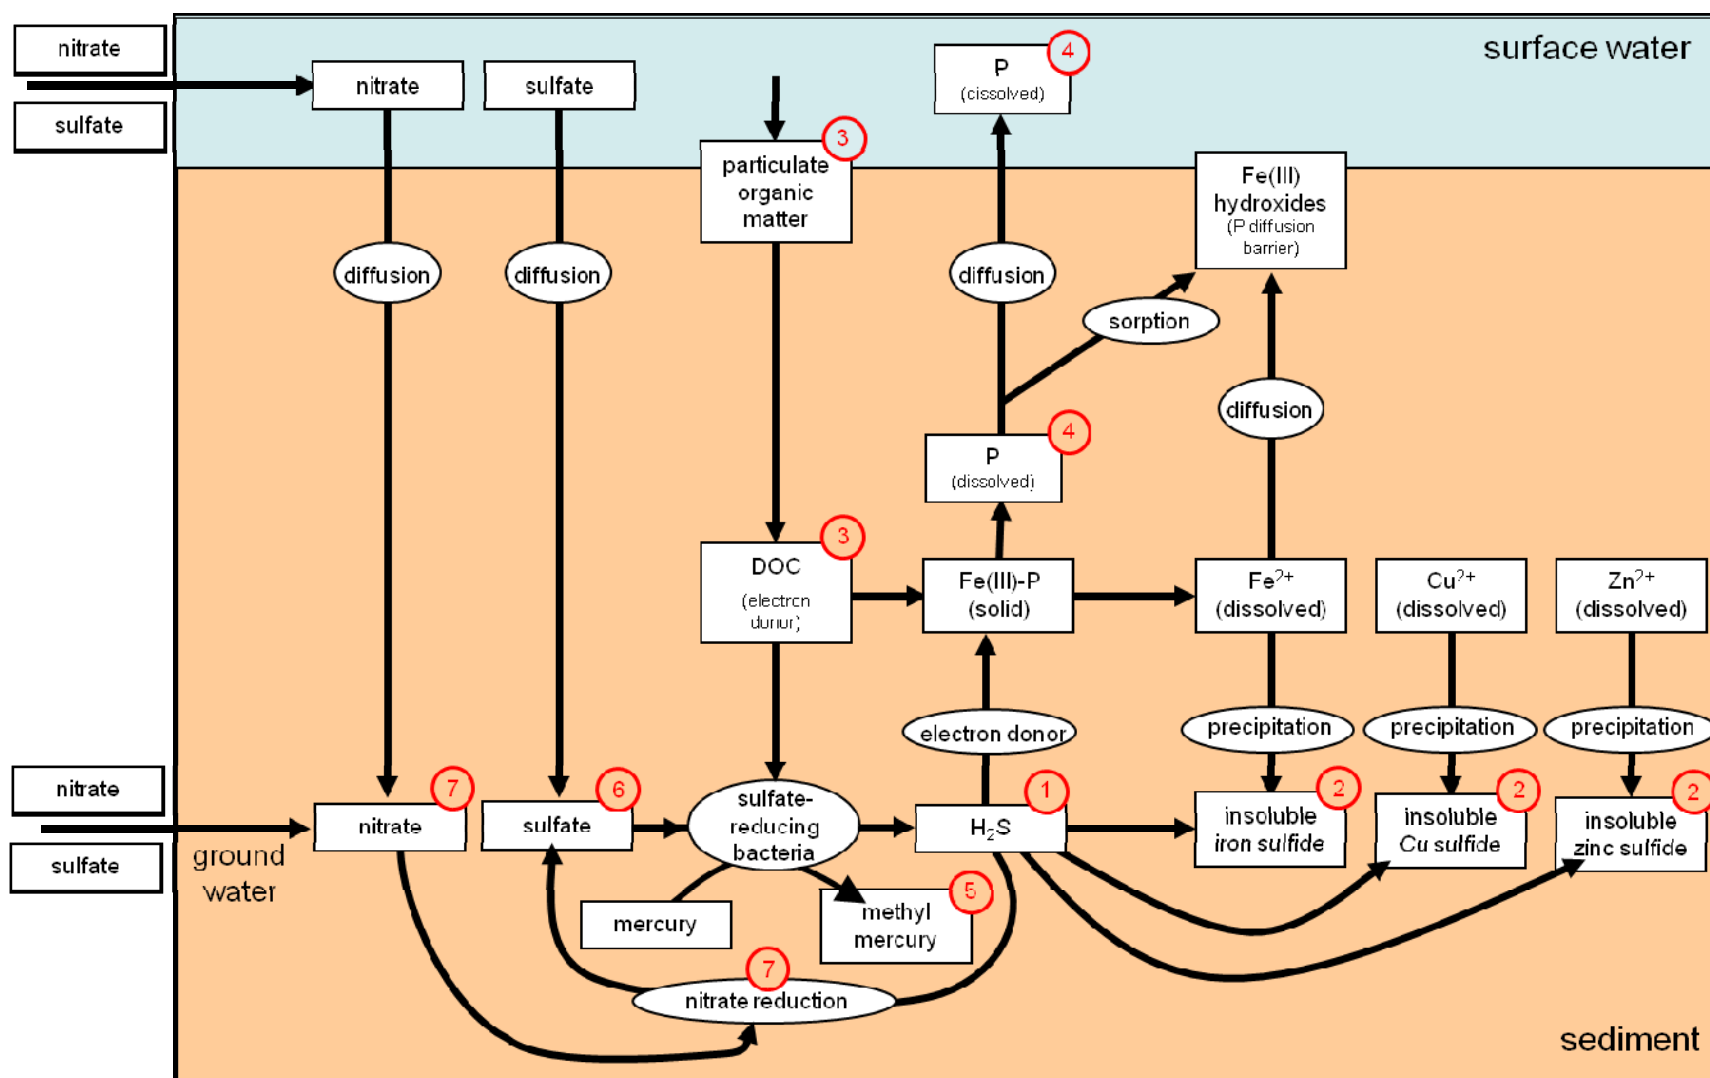 nitrate
sulfate
surface water
nitrate
sulfate
P
(cissolved)
4
3
particulate
organic
matter
Fe(III)
hydroxides
(P diffusion
barrier)
diffusion
diffusion
diffusion
sorption
diffusion
P
(dissolved)
4
3
DOC
(electron
donor)
Fe(III)-P
(solid)
Fe2+
(dissolved)
Cu2+
(dissolved)
Zn2+
(dissolved)
electron donor
precipitation
precipitation
precipitation
nitrate
sulfate
ground
water
nitrate
7
sulfate
6
sulfate-
reducing
bacteria
H2S
1
insoluble
iron sulfide
2
insoluble
Cu sulfide
2
insoluble
zinc sulfide
2
mercury
methyl
mercury
5
7
nitrate reduction
sediment